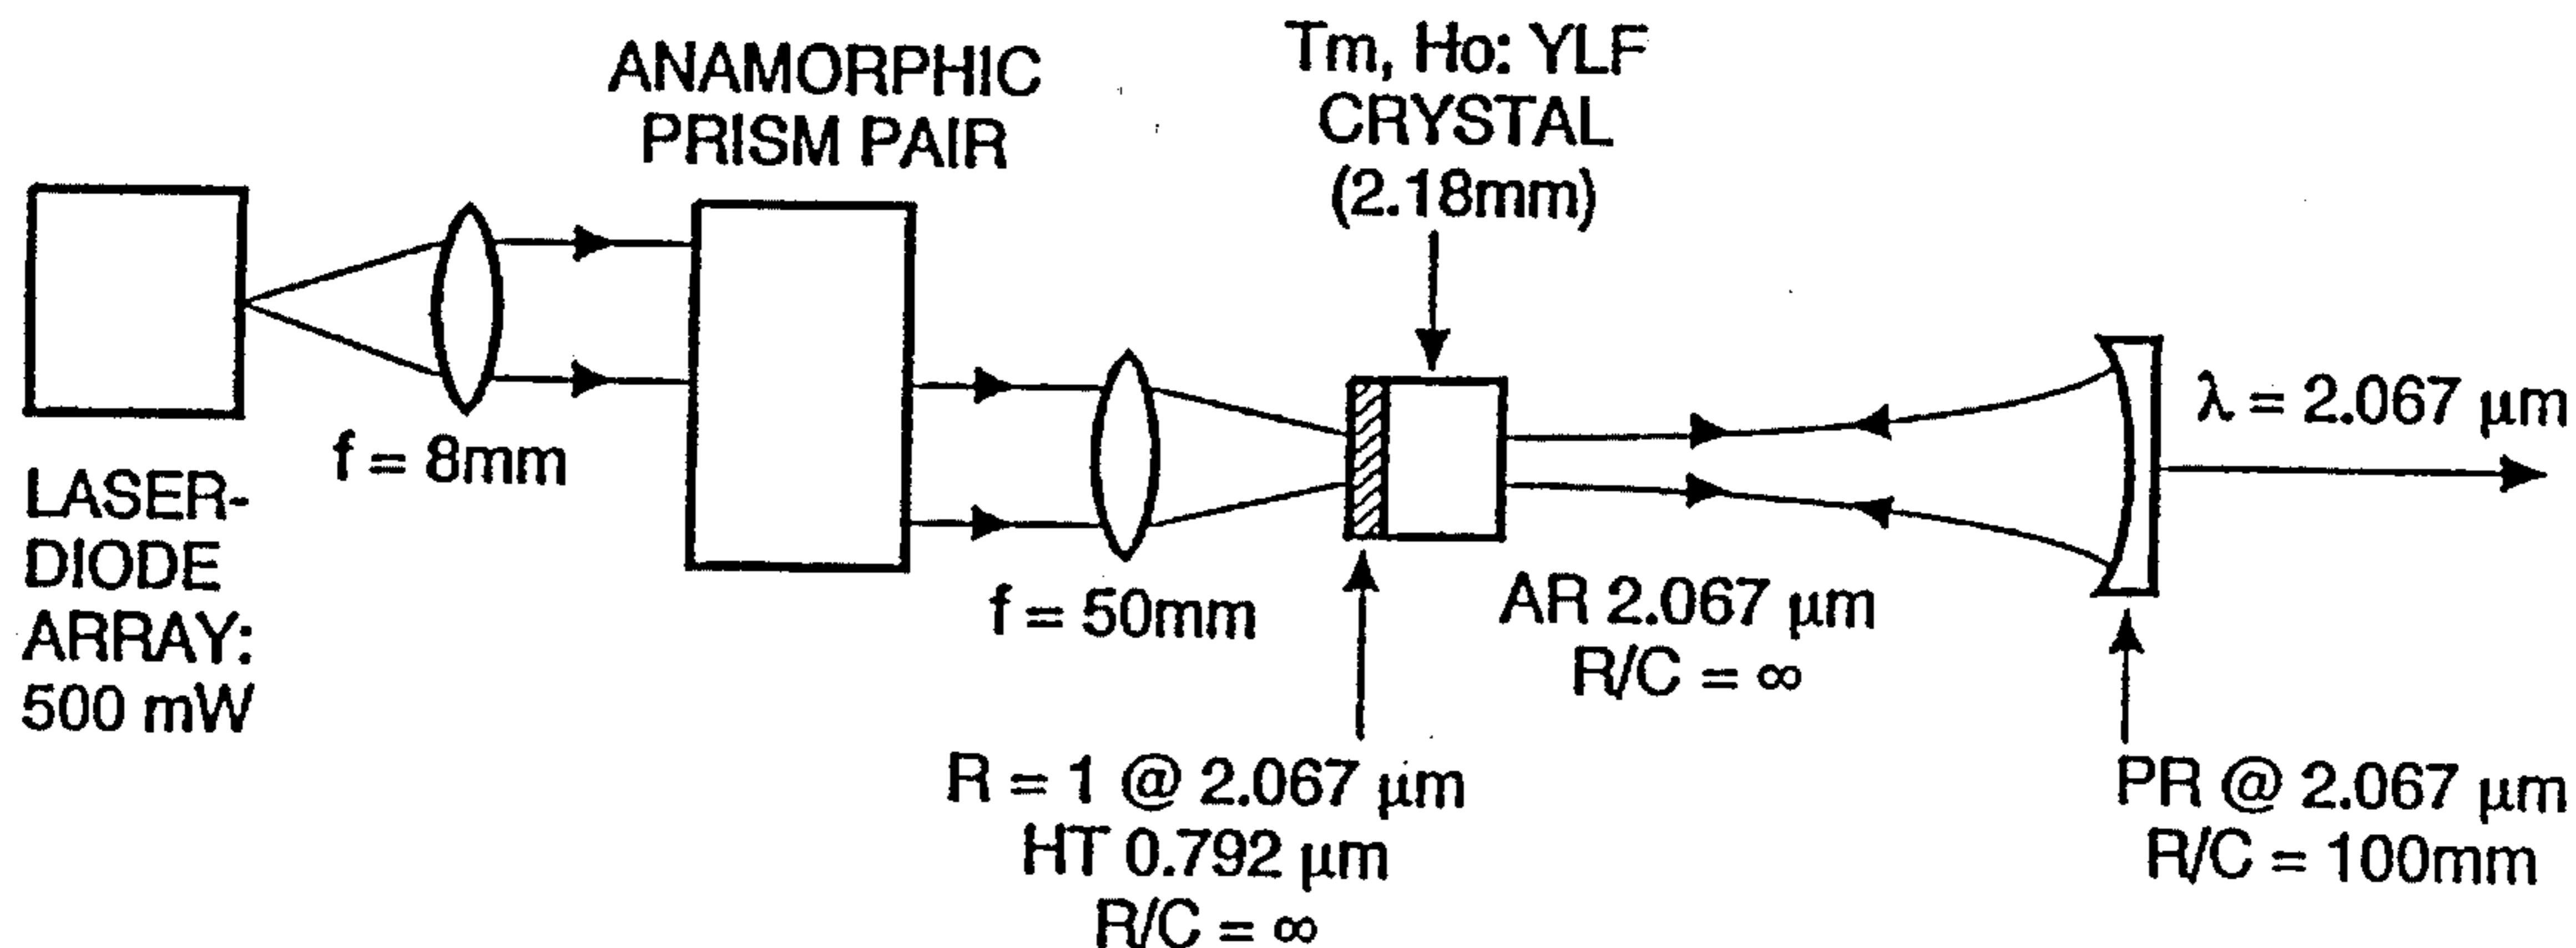 ANAMORPHIC
PRISM PAIR
Tm, Ho: YLF
CRYSTAL
(2.18mm)
LASER-
DIODE
ARRAY:
500 mW
f = 8mm
f = 50mm
R = 1 @ 2.067 μm
HT 0.792 μm
R/C = ∞
AR 2.067 μm
R/C = ∞
λ = 2.067 μm
PR @ 2.067 μm
R/C = 100mm